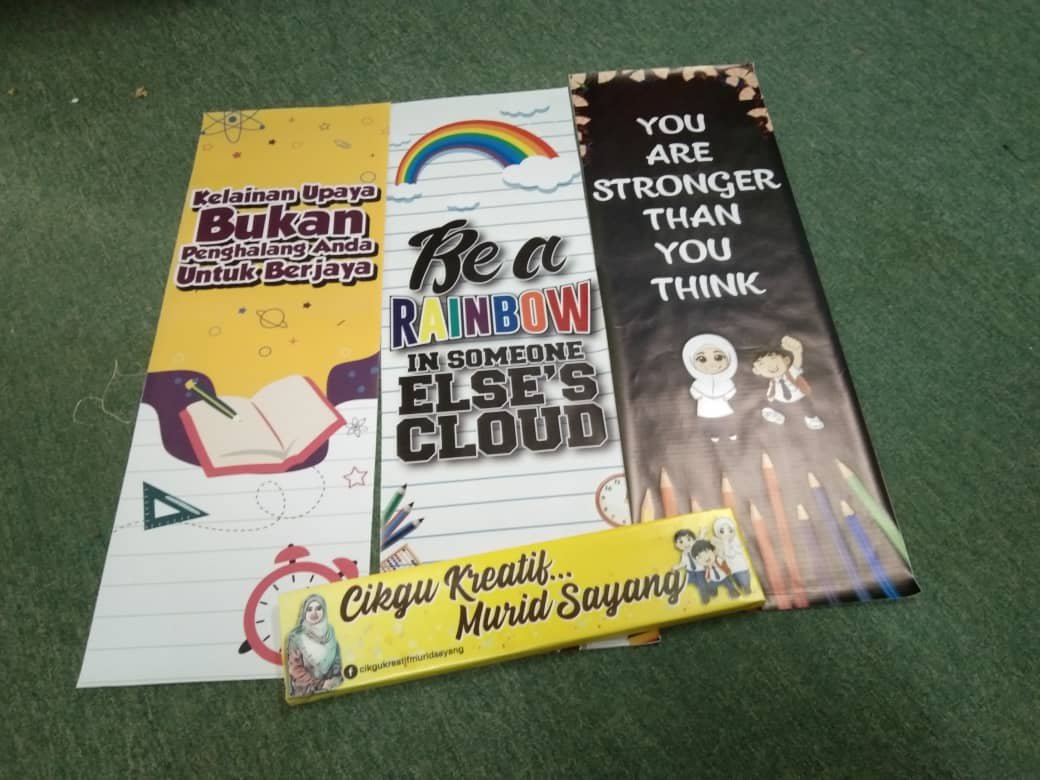 Kelainan Upaya
Bukan
Penghalang Anda
Untuk Berjaya
Be a
RAINBOW
IN SOMEONE
ELSE'S
CLOUD
YOU
ARE
STRONGER
THAN
YOU
THINK
Cikgu Kreatif...
Murid Sayang
f cikgukreatifmuridsayang